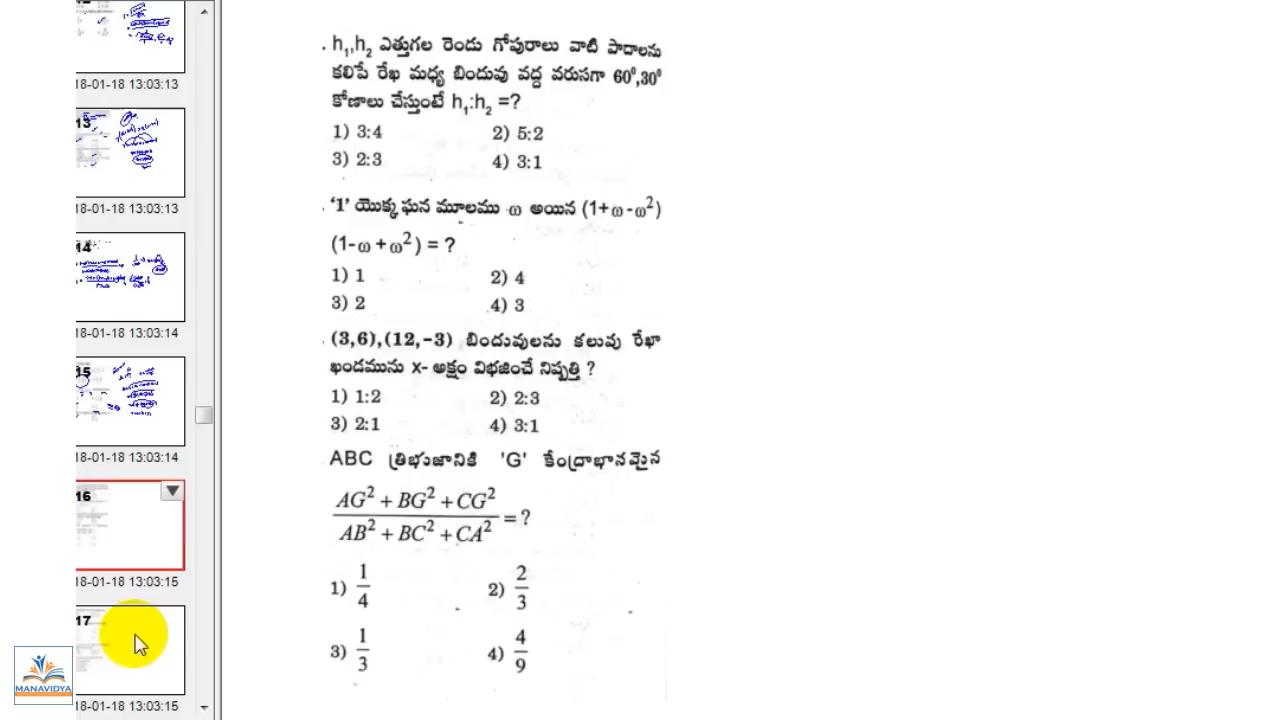 18-01-18 13:03:13
13
18-01-18 13:03:13
14
18-01-18 13:03:14
15
18-01-18 13:03:14
16
18-01-18 13:03:15
17
18-01-18 13:03:15
MANAVIDYA
. h₁,h₂ ఎత్తుగల రెండు గోపురాలు వాటి పాదాలను
కలిపే రేఖ మధ్య బిందువు వద్ద వరుసగా 60⁰,30⁰
కోణాలు చేస్తుంటే h₁:h₂ =?
1) 3:4 2) 5:2
3) 2:3 4) 3:1
. '1' యొక్క ఘన మూలము ω అయిన (1+ω-ω²)
(1-ω+ω²) = ?
1) 1 2) 4
3) 2 4) 3
. (3,6),(12,-3) బిందువులను కలువు రేఖా
ఖండమును x- అక్షం విభజించే నిష్పత్తి ?
1) 1:2 2) 2:3
3) 2:1 4) 3:1
ABC త్రిభుజానికి 'G' కేంద్రాభాసమైన
AG² + BG² + CG² / AB² + BC² + CA² = ?
1) 1/4 2) 2/3
3) 1/3 4) 4/9